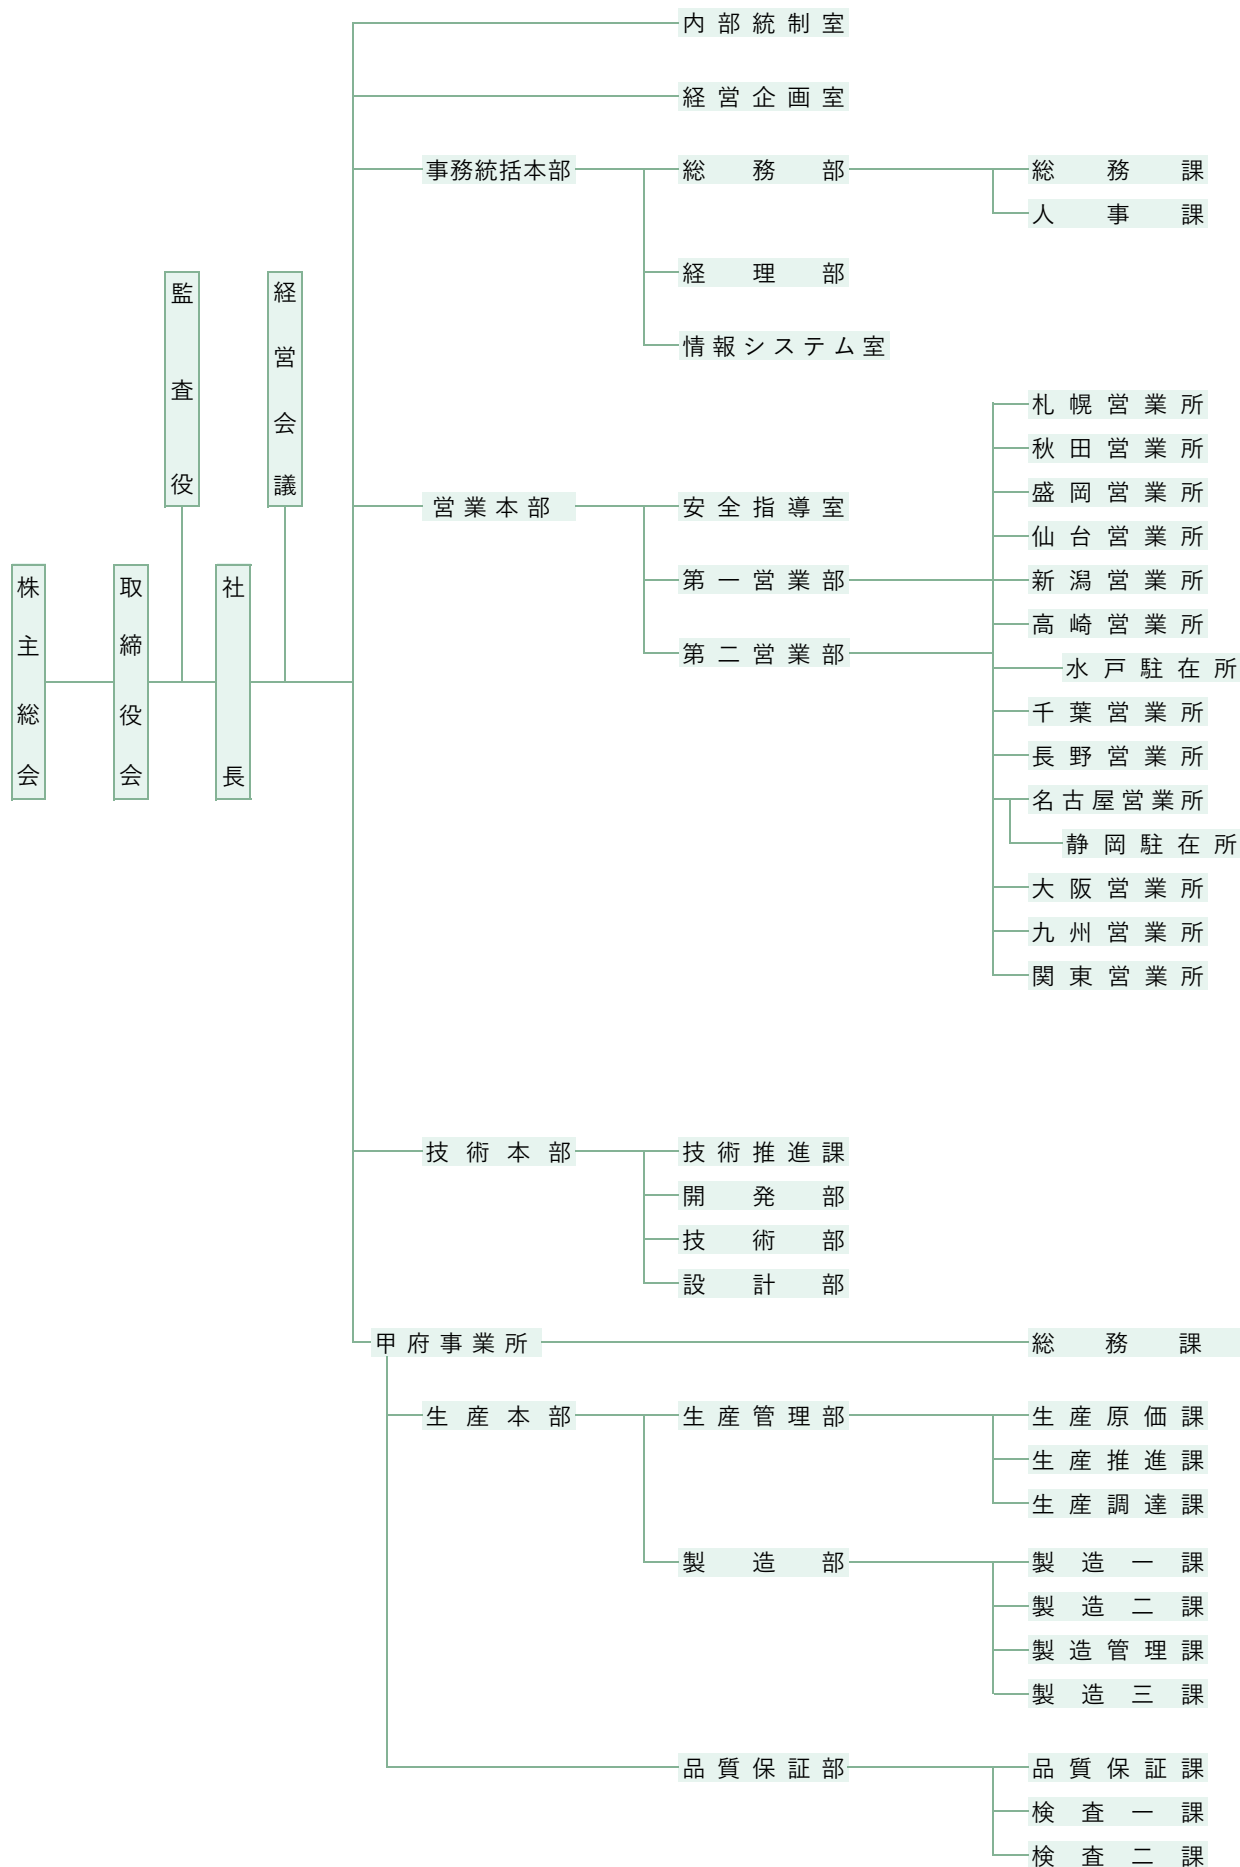 内部統制室
経営企画室
事務統括本部
総務部
総務課
人事課
経理部
情報システム室
監査役
経営会議
株主総会
取締役会
社長
営業本部
安全指導室
第一営業部
第二営業部
札幌営業所
秋田営業所
盛岡営業所
仙台営業所
新潟営業所
高崎営業所
水戸駐在所
千葉営業所
長野営業所
名古屋営業所
静岡駐在所
大阪営業所
九州営業所
関東営業所
技術本部
技術推進課
開発部
技術部
設計部
甲府事業所
総務課
生産本部
生産管理部
生産原価課
生産推進課
生産調達課
製造部
製造一課
製造二課
製造管理課
製造三課
品質保証部
品質保証課
検査一課
検査二課